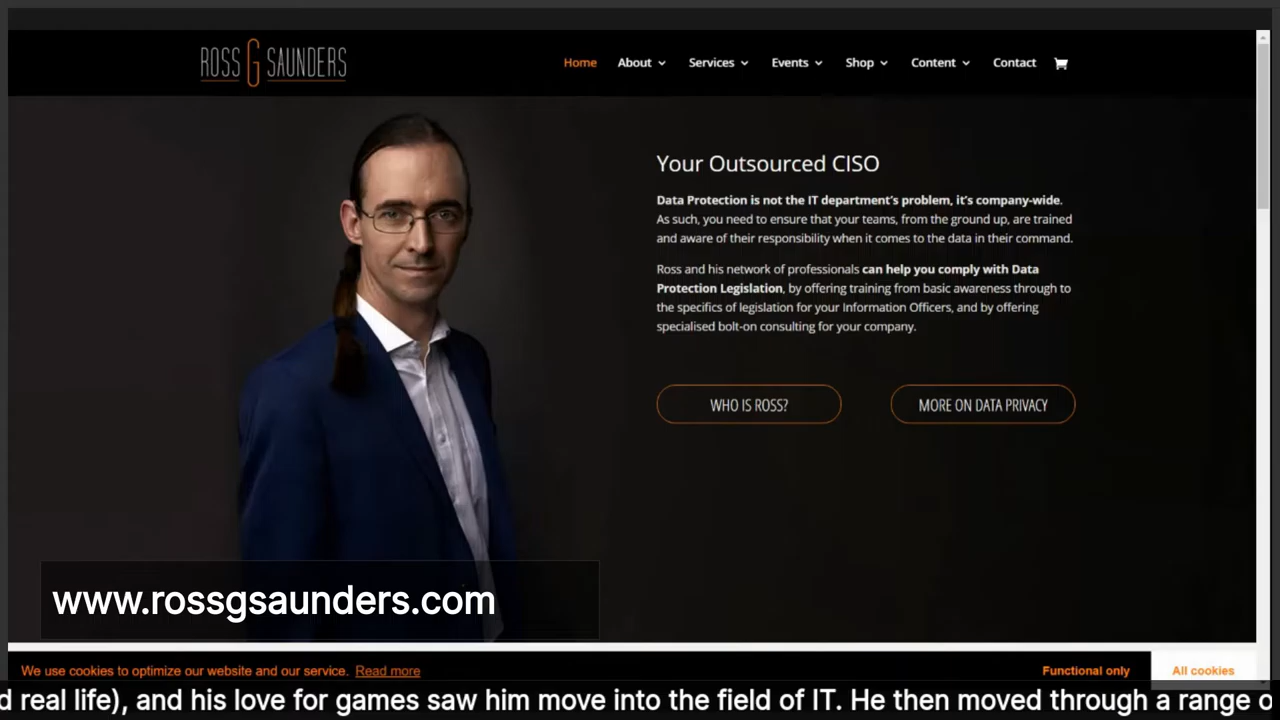 ROSS G SAUNDERS
Home About Services Events Shop Content Contact
Your Outsourced CISO
Data Protection is not the IT department's problem, it's company-wide.
As such, you need to ensure that your teams, from the ground up, are trained
and aware of their responsibility when it comes to the data in their command.
Ross and his network of professionals can help you comply with Data
Protection Legislation, by offering training from basic awareness through to
the specifics of legislation for your Information Officers, and by offering
specialised bolt-on consulting for your company.
WHO IS ROSS? MORE ON DATA PRIVACY
www.rossgsaunders.com
We use cookies to optimize our website and our service. Read more Functional only All cookies
d real life), and his love for games saw him move into the field of IT. He then moved through a range o